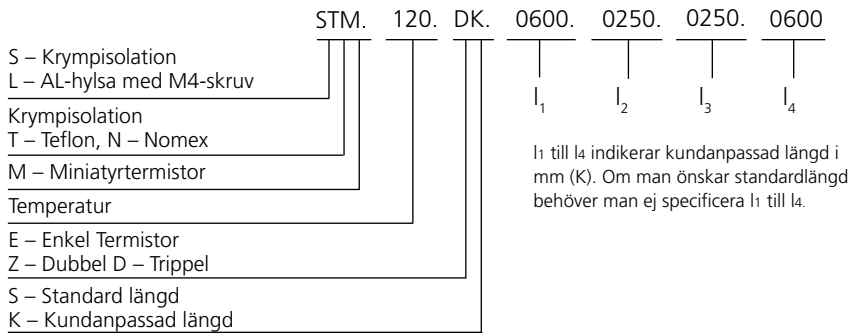 STM. 120. DK. 0600. 0250. 0250. 0600
S – Krympisolation
L – AL-hylsa med M4-skruv
Krympisolation
T – Teflon, N – Nomex
M – Miniatyrtermistor
Temperatur
E – Enkel Termistor
Z – Dubbel D – Trippel
S – Standard längd
K – Kundanpassad längd
l1 l2 l3 l4
l1 till l4 indikerar kundanpassad längd i
mm (K). Om man önskar standardlängd
behöver man ej specificera l1 till l4.